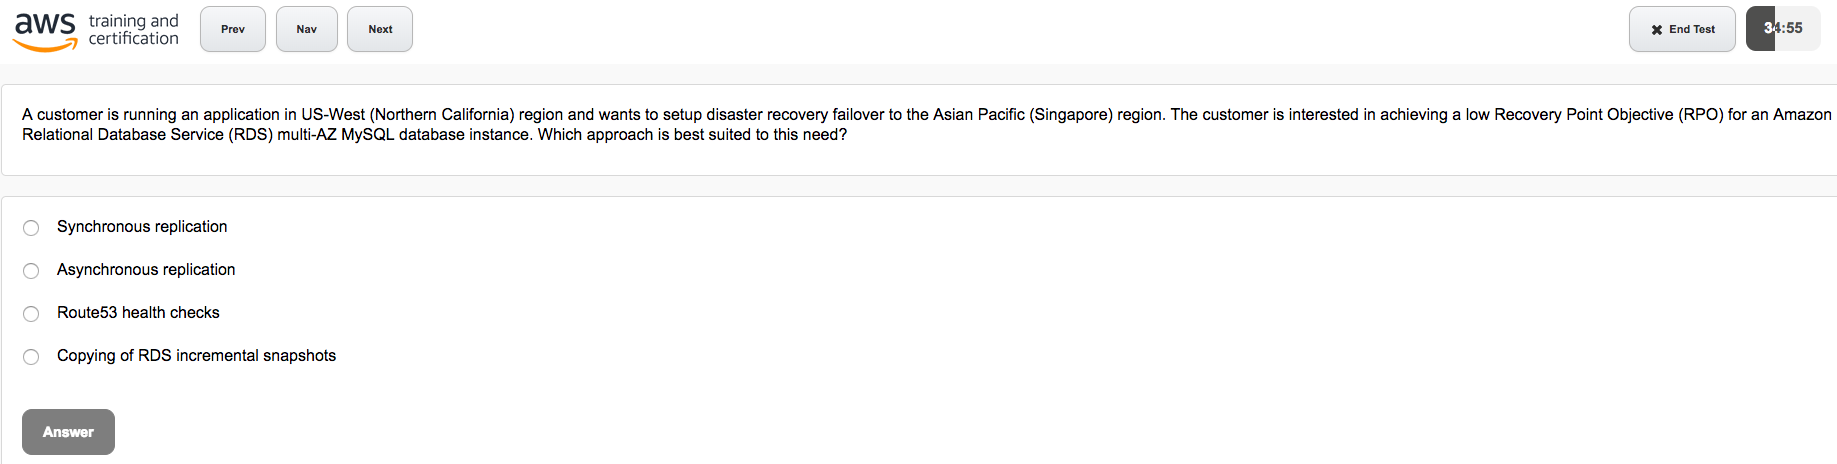 aws training and certification
Prev
Nav
Next
✖ End Test
34:55
A customer is running an application in US-West (Northern California) region and wants to setup disaster recovery failover to the Asian Pacific (Singapore) region. The customer is interested in achieving a low Recovery Point Objective (RPO) for an Amazon
Relational Database Service (RDS) multi-AZ MySQL database instance. Which approach is best suited to this need?
Synchronous replication
Asynchronous replication
Route53 health checks
Copying of RDS incremental snapshots
Answer